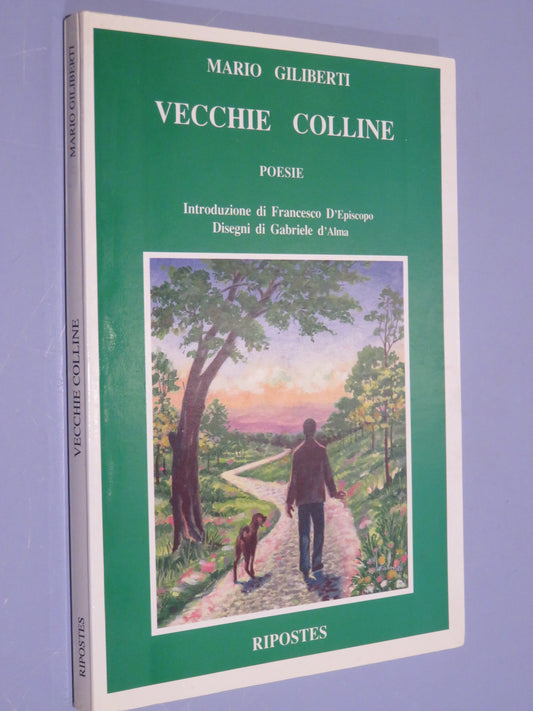 MARIO GILIBERTI
VECCHIE COLLINE
POESIE
Introduzione di Francesco D'Episcopo
Disegni di Gabriele d'Alma
RIPOSTES
MARIO GILIBERTI
VECCHIE COLLINE
RIPOSTES